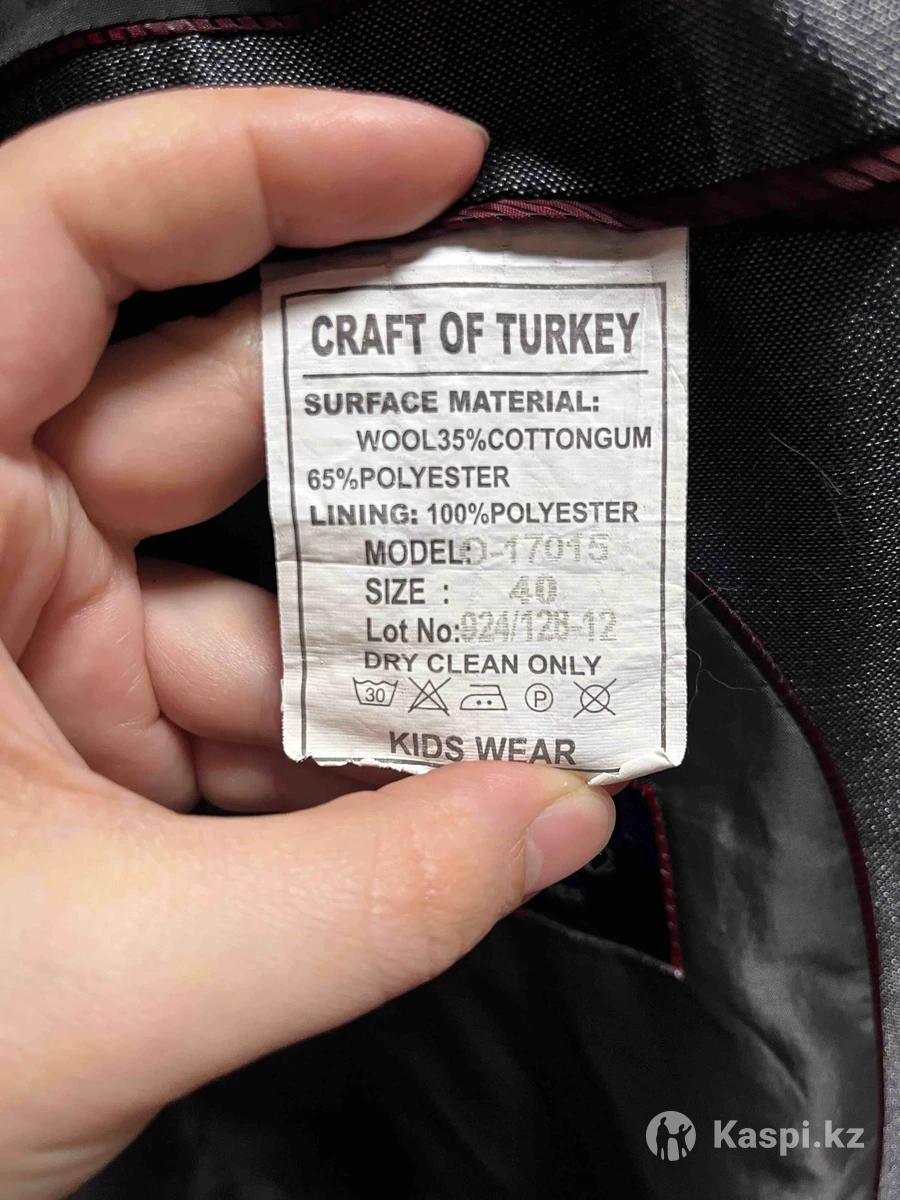 CRAFT OF TURKEY
SURFACE MATERIAL:
WOOL35%COTTONGUM
65%POLYESTER
LINING: 100%POLYESTER
MODEL:D-17015
SIZE : 40
Lot No:924/128-12
DRY CLEAN ONLY
30 P
KIDS WEAR
Kaspi.kz